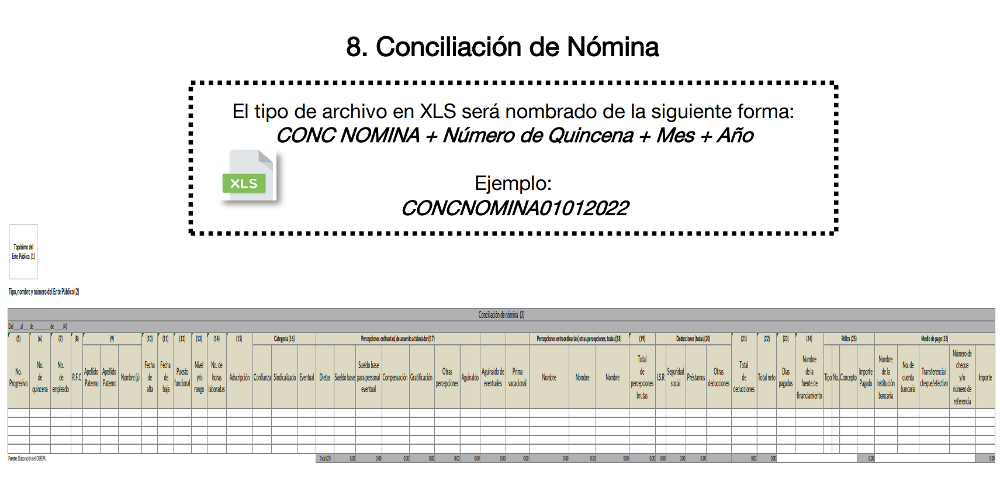 8. Conciliación de Nómina
El tipo de archivo en XLS será nombrado de la siguiente forma:
CONC NOMINA + Número de Quincena + Mes + Año
XLS
Ejemplo:
CONCNOMINA01012022
Topónimo del
Ente Público. (1)
Tipo, nombre y número del Ente Público (2)
Conciliación de nómina (3)
Del____al ____ de__________de _____. (4)
(5) (6) (7) (8) (9) (10) (11) (12) (13) (14) (15) Categoría (16) Percepciones ordinarias( de acuerdo a tabulador)(17) Percepciones extraordinarias( otras percepciones, todas)(18) (19) Deducciones (todas)(20) (21) (22) (23) (24) Póliza (25) Medio de pago (26)
No.
Progresivo
No.
de
quincena
No.
de
empleado
R.F.C
Apellido
Paterno
Apellido
Paterno
Nombre (s)
Fecha
de
alta
Fecha
de
baja
Puesto
funcional
Nivel
y/o
rango
No. de
horas
laboradas
Adscripción
Confianza
Sindicalizado
Eventual
Dietas
Sueldo base
Sueldo base
para personal
eventual
Compensación
Gratificación
Otras
percepciones
Aguinaldo
Aguinaldo de
eventuales
Prima
vacacional
Nombre
Nombre
Nombre
Total
de
percepciones
brutas
I.S.R
Seguridad
social
Préstamos
Otras
deducciones
Total
de
deducciones
Total neto
Días
pagados
Nombre
de la
fuente de
financiamiento
Tipo
No.
Concepto
Importe
Pagado
Nombre
de la
institución
bancaria
No. de
cuenta
bancaria
Transferencia/
cheque/efectivo
Número de
cheque
y/o
número de
referencia
Importe
Fuente: Elaboración del OSFEM.
Total (27) 0.00 0.00 0.00 0.00 0.00 0.00 0.00 0.00 0.00 0.00 0.00 0.00 0.00 0.00 0.00 0.00 0.00 0.00 0.00